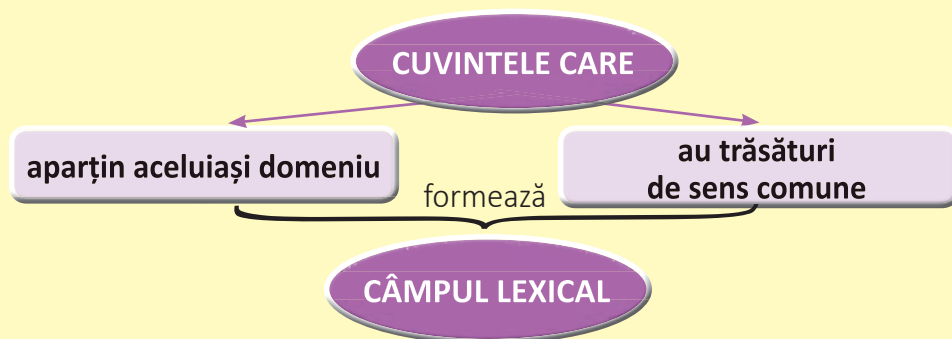 CUVINTELE CARE
aparțin aceluiași domeniu
au trăsături
de sens comune
formează
CÂMPUL LEXICAL